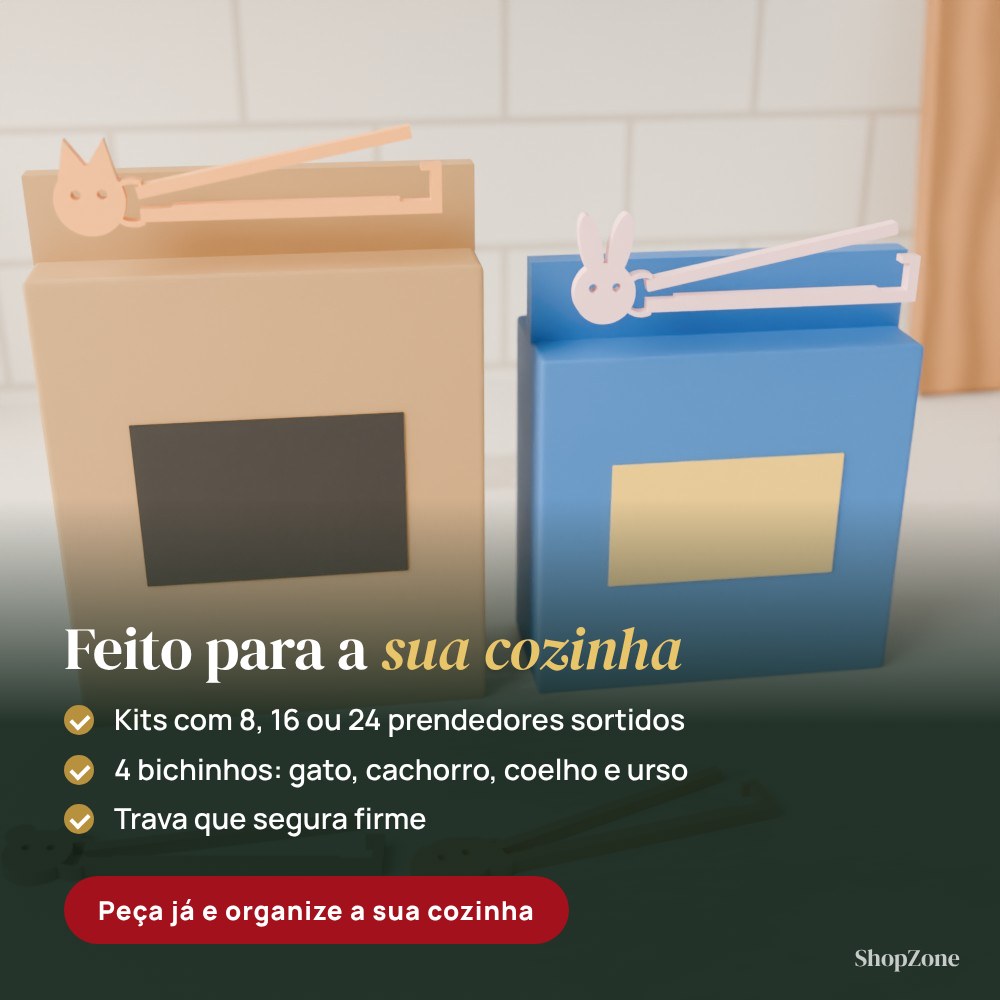 Feito para a sua cozinha
Kits com 8, 16 ou 24 prendedores sortidos
4 bichinhos: gato, cachorro, coelho e urso
Trava que segura firme
Peça já e organize a sua cozinha
ShopZone